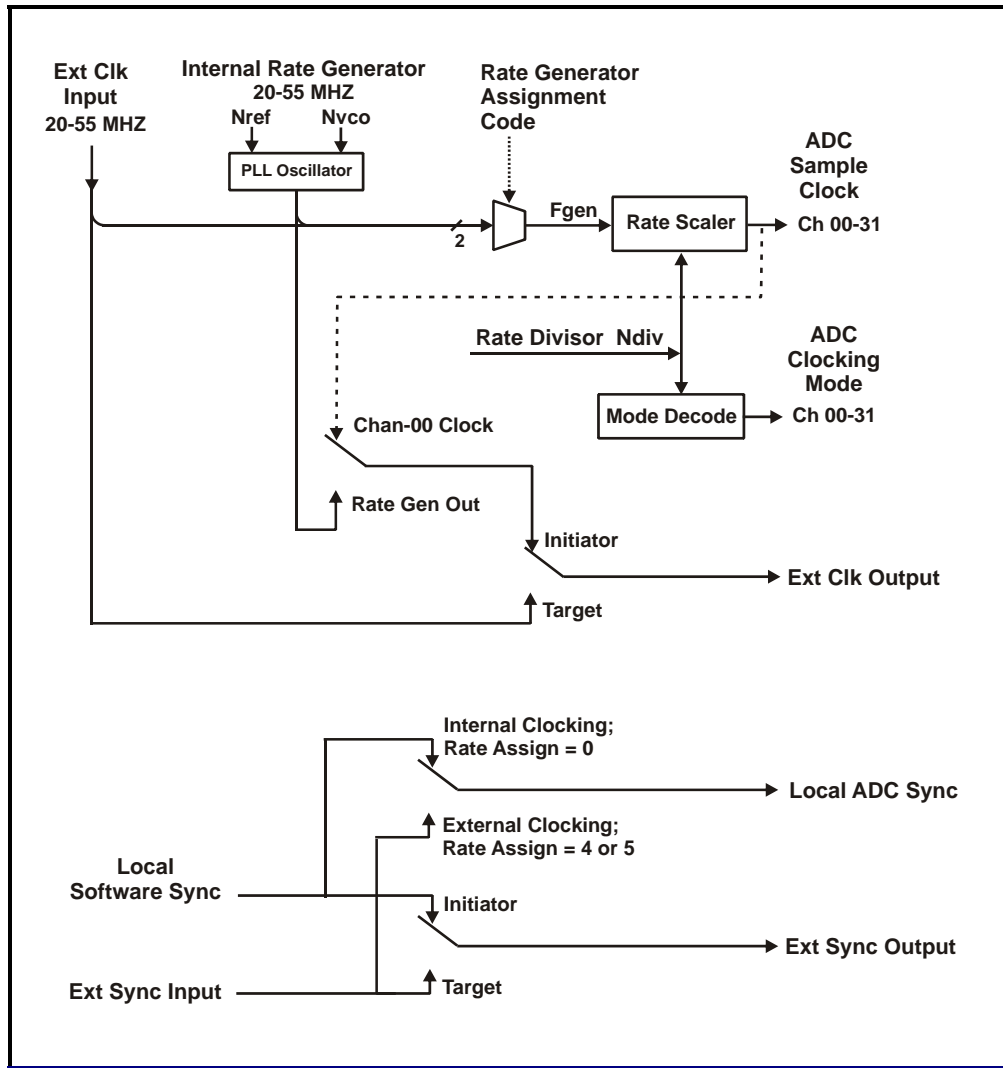 Ext Clk
Input
20-55 MHZ
Internal Rate Generator
20-55 MHZ
Nref
Nvco
PLL Oscillator
Rate Generator
Assignment
Code
2
Fgen
Rate Scaler
ADC
Sample
Clock
Ch 00-31
Rate Divisor Ndiv
ADC
Clocking
Mode
Mode Decode
Ch 00-31
Chan-00 Clock
Rate Gen Out
Initiator
Ext Clk Output
Target
Internal Clocking;
Rate Assign = 0
Local ADC Sync
External Clocking;
Rate Assign = 4 or 5
Local
Software Sync
Initiator
Ext Sync Output
Ext Sync Input
Target